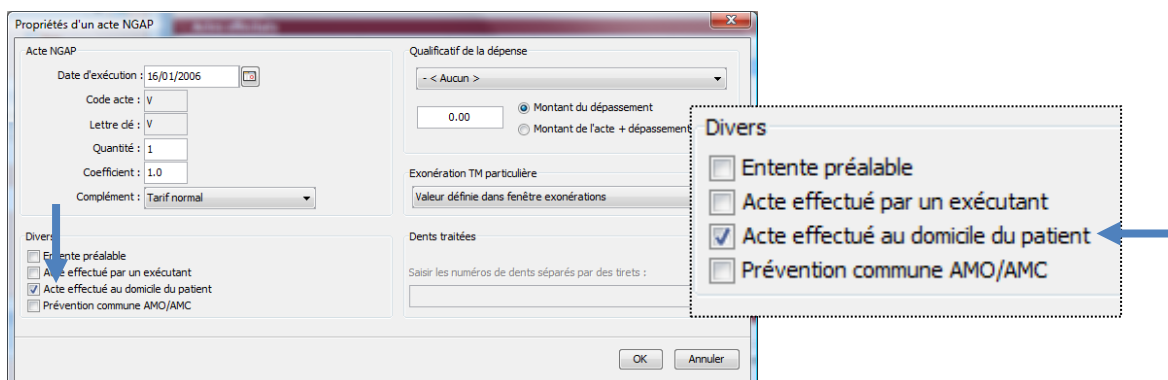 Propriétés d'un acte NGAP
Acte NGAP
Date d'exécution : 16/01/2006
Code acte : V
Lettre clé : V
Quantité : 1
Coefficient : 1.0
Complément : Tarif normal
Qualificatif de la dépense
- < Aucun >
0.00
Montant du dépassement
Montant de l'acte + dépassement
Exonération TM particulière
Valeur définie dans fenêtre exonérations
Divers
Entente préalable
Acte effectué par un exécutant
Acte effectué au domicile du patient
Prévention commune AMO/AMC
Dents traitées
Saisir les numéros de dents séparés par des tirets :
OK Annuler
Divers
Entente préalable
Acte effectué par un exécutant
Acte effectué au domicile du patient
Prévention commune AMO/AMC